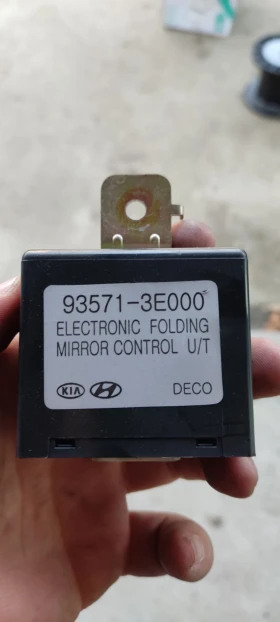 93571-3E000
ELECTRONIC FOLDING
MIRROR CONTROL U/T
KIA DECO